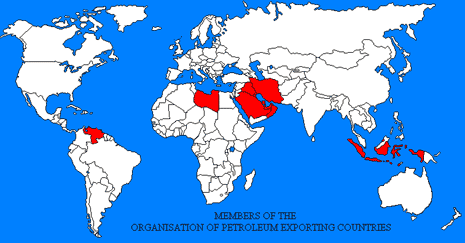 MEMBERS OF THE
ORGANISATION OF PETROLEUM EXPORTING COUNTRIES